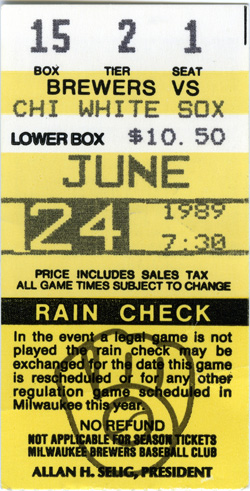 15 2 1
BOX TIER SEAT
BREWERS VS
CHI WHITE SOX
LOWER BOX $10.50
JUNE
24 1989
7:30
PRICE INCLUDES SALES TAX
ALL GAME TIMES SUBJECT TO CHANGE
RAIN CHECK
In the event a legal game is not
played the rain check may be
exchanged for the date this game
is rescheduled or for any other
regulation game scheduled in
Milwaukee this year.
NO REFUND
NOT APPLICABLE FOR SEASON TICKETS
MILWAUKEE BREWERS BASEBALL CLUB
ALLAN H. SELIG, PRESIDENT